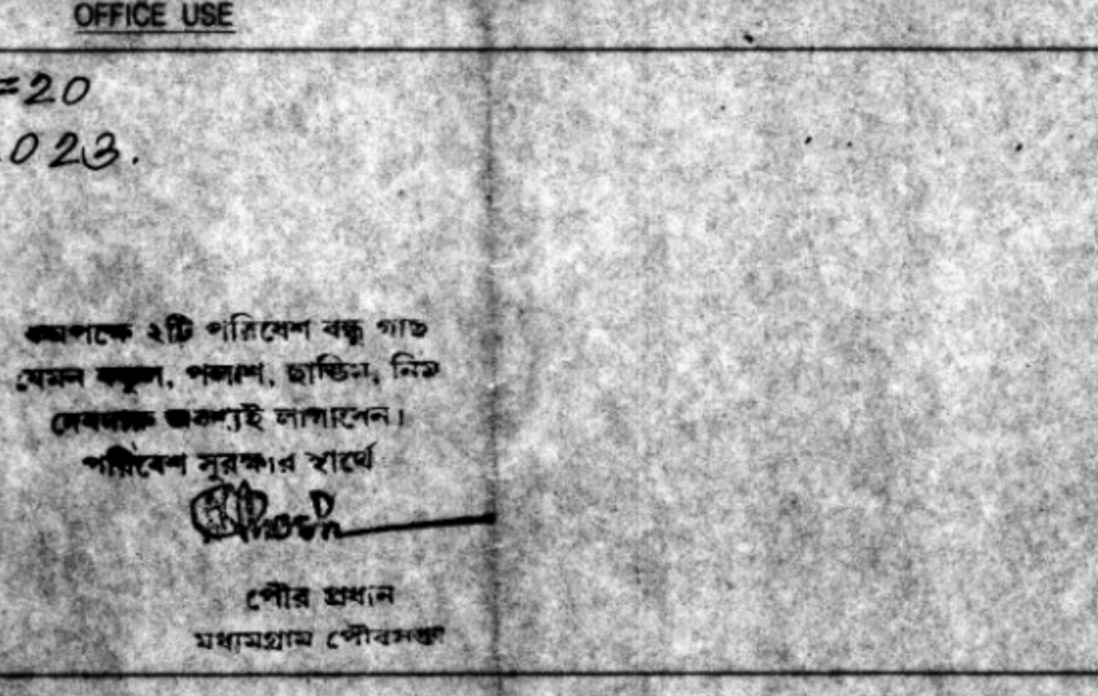 OFFICE USE
=20
023.
কমপক্ষে ২টি পরিবেশ বন্ধু গাছ
যেমন বকুল, পলাশ, ছাতিম, নিম
দেবদারু অবশ্যই লাগাবেন।
পরিবেশ সুরক্ষার স্বার্থে
পৌর প্রধান
মধ্যমগ্রাম পৌরসভা